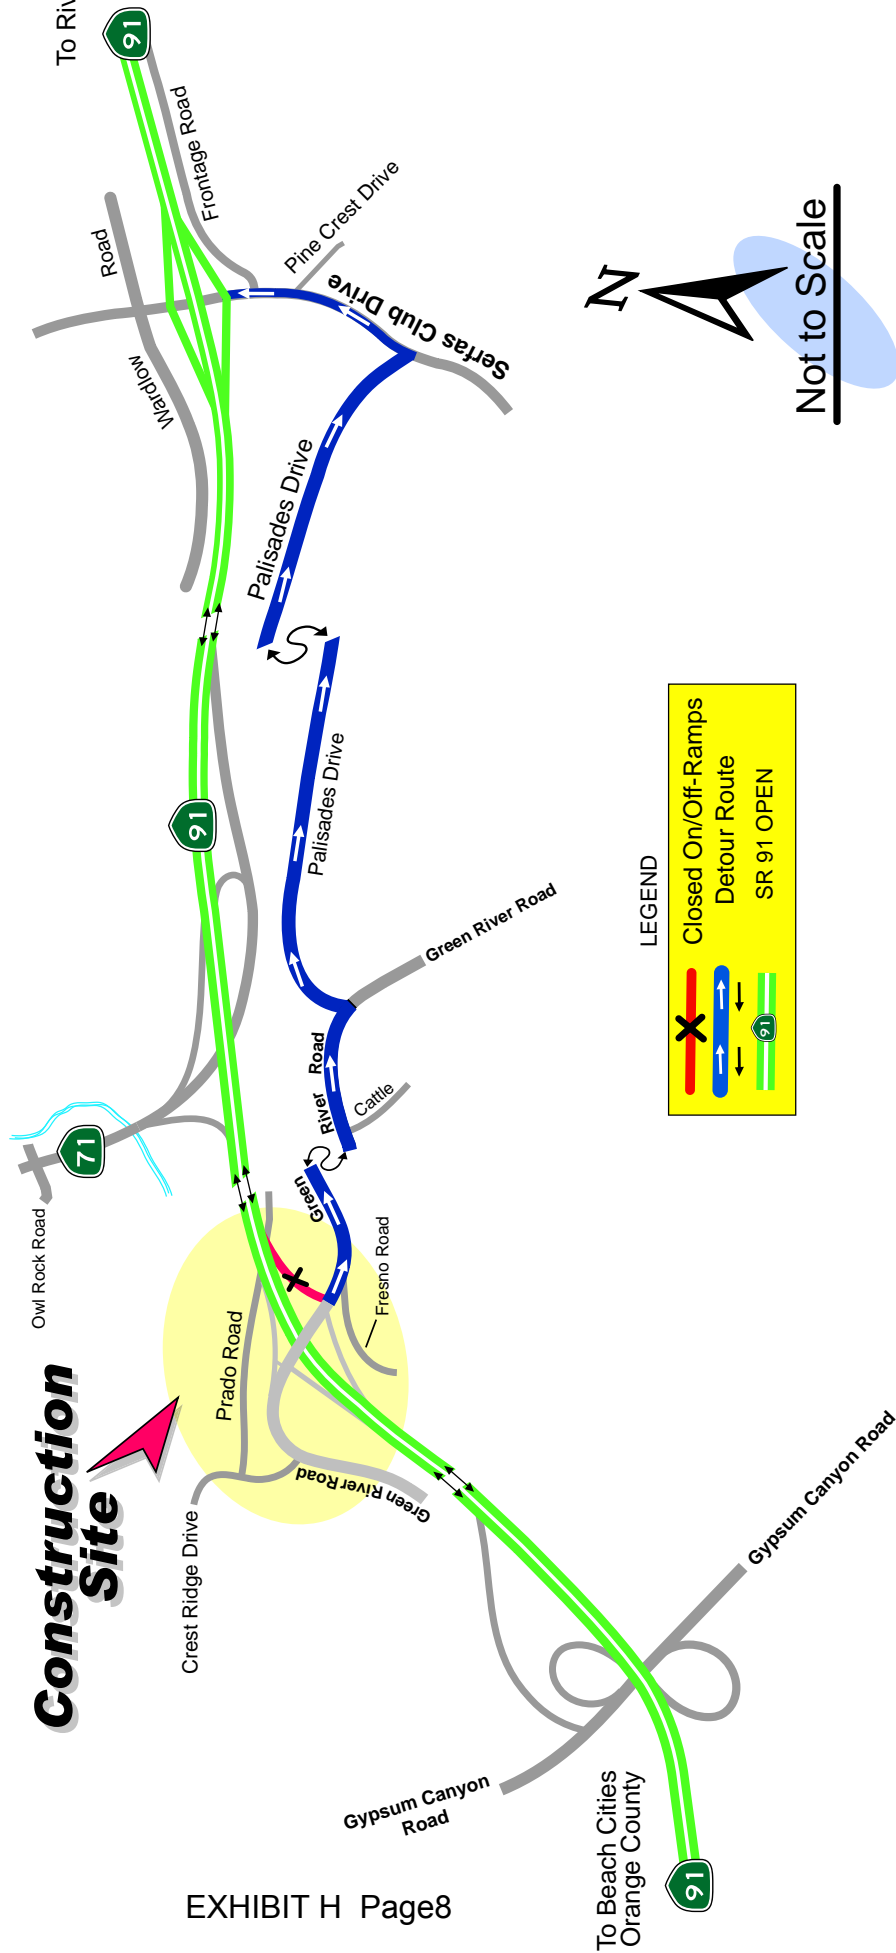 Construction
Site
Owl Rock Road
71
Prado Road
Crest Ridge Drive
Green River Road
Fresno Road
Green
River Road
Cattle
Green River Road
Palisades Drive
Palisades Drive
91
Wardlow
Road
Frontage Road
Pine Crest Drive
Serfas Club Drive
91
To Riv
Gypsum Canyon
Road
Gypsum Canyon Road
To Beach Cities
Orange County
91
LEGEND
Closed On/Off-Ramps
Detour Route
91
SR 91 OPEN
N
Not to Scale
EXHIBIT H Page8